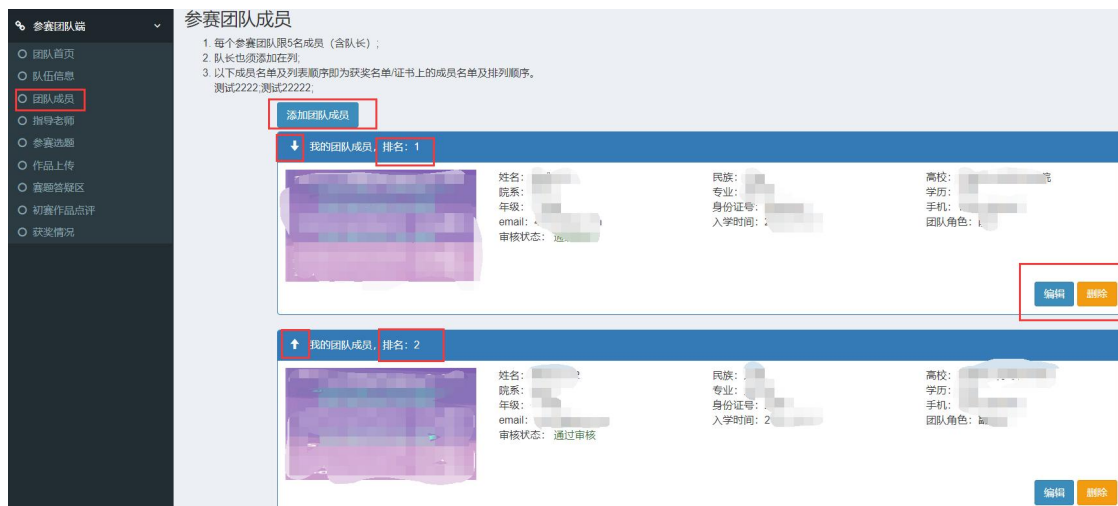 参赛团队端
团队首页
队伍信息
团队成员
指导老师
参赛选题
作品上传
赛题答疑区
初赛作品点评
获奖情况
参赛团队成员
1. 每个参赛团队限5名成员（含队长）;
2. 队长也须添加在列;
3. 以下成员名单及列表顺序即为获奖名单/证书上的成员名单及排列顺序。
测试2222;测试22222;
添加团队成员
我的团队成员, 排名: 1
姓名: 民族: 高校: 院
院系: 专业: 学历:
年级: 身份证号: 手机:
email: 入学时间: 团队角色:
审核状态:
编辑 删除
我的团队成员, 排名: 2
姓名: 民族: 高校:
院系: 专业: 学历:
年级: 身份证号: 手机:
email: 入学时间: 2 团队角色:
审核状态: 通过审核
编辑 删除